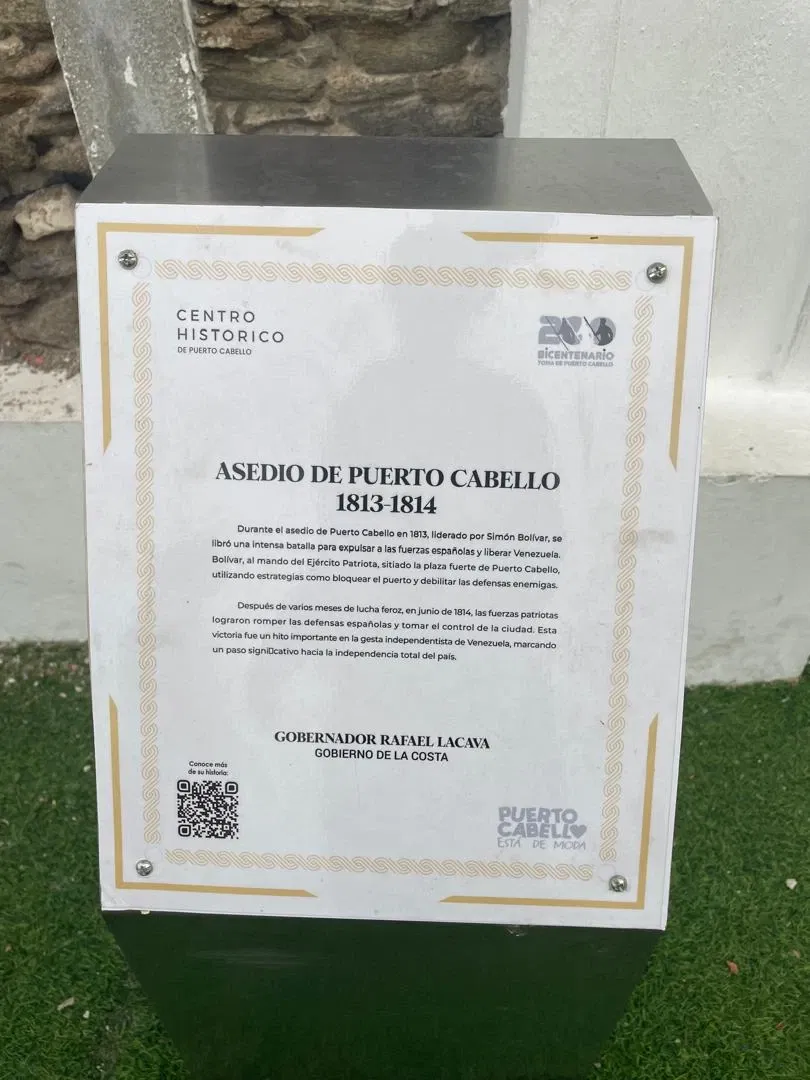 CENTRO
HISTORICO
DE PUERTO CABELLO
200
BICENTENARIO
TOMA DE PUERTO CABELLO
ASEDIO DE PUERTO CABELLO
1813-1814
Durante el asedio de Puerto Cabello en 1813, liderado por Simón Bolívar, se
libró una intensa batalla para expulsar a las fuerzas españolas y liberar Venezuela.
Bolívar, al mando del Ejército Patriota, sitiado la plaza fuerte de Puerto Cabello,
utilizando estrategias como bloquear el puerto y debilitar las defensas enemigas.
Después de varios meses de lucha feroz, en junio de 1814, las fuerzas patriotas
lograron romper las defensas españolas y tomar el control de la ciudad. Esta
victoria fue un hito importante en la gesta independentista de Venezuela, marcando
un paso signi▯cativo hacia la independencia total del país.
GOBERNADOR RAFAEL LACAVA
GOBIERNO DE LA COSTA
Conoce más
de su historia:
PUERTO
CABELLO
ESTÁ DE MODA